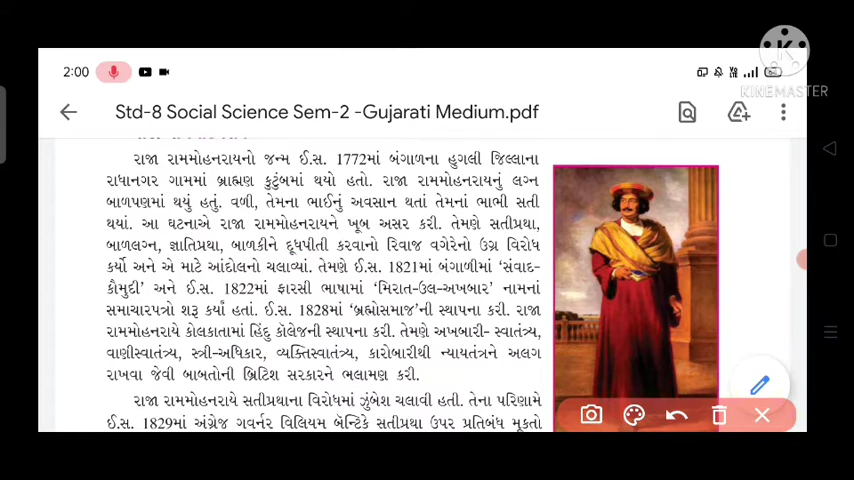 2:00
KINEMASTER
Std-8 Social Science Sem-2 -Gujarati Medium.pdf
રાજા રામમોહનરાયનો જન્મ ઈ.સ. 1772માં બંગાળના હુગલી જિલ્લાના
રાધાનગર ગામમાં બ્રાહ્મણ કુટુંબમાં થયો હતો. રાજા રામમોહનરાયનું લગ્ન
બાળપણમાં થયું હતું. વળી, તેમના ભાઈનું અવસાન થતાં તેમનાં ભાભી સતી
થયાં. આ ઘટનાએ રાજા રામમોહનરાયને ખૂબ અસર કરી. તેમણે સતીપ્રથા,
બાળલગ્ન, જ્ઞાતિપ્રથા, બાળકીને દૂધપીતી કરવાનો રિવાજ વગેરેનો ઉગ્ર વિરોધ
કર્યો અને એ માટે આંદોલનો ચલાવ્યાં. તેમણે ઈ.સ. 1821માં બંગાળીમાં ‘સંવાદ-
કૌમુદી’ અને ઈ.સ. 1822માં ફારસી ભાષામાં ‘મિરાત-ઉલ-અખબાર’ નામનાં
સમાચારપત્રો શરૂ કર્યાં હતાં. ઈ.સ. 1828માં ‘બ્રહ્મોસમાજ’ની સ્થાપના કરી. રાજા
રામમોહનરાયે કોલકાતામાં હિંદુ કૉલેજની સ્થાપના કરી. તેમણે અખબારી- સ્વાતંત્ર્ય,
વાણીસ્વાતંત્ર્ય, સ્ત્રી-અધિકાર, વ્યક્તિસ્વાતંત્ર્ય, કારોબારીથી ન્યાયતંત્રને અલગ
રાખવા જેવી બાબતોની બ્રિટિશ સરકારને ભલામણ કરી.
રાજા રામમોહનરાયે સતીપ્રથાના વિરોધમાં ઝુંબેશ ચલાવી હતી. તેના પરિણામે
ઈ.સ. 1829માં અંગ્રેજ ગવર્નર વિલિયમ બૅન્ટિકે સતીપ્રથા ઉપર પ્રતિબંધ મૂકતો